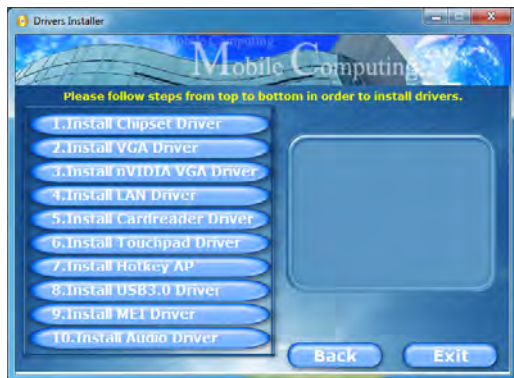 Drivers Installer
Mobile Computing
Mobile Computing
Please follow steps from top to bottom in order to install drivers.
1.Install Chipset Driver
2.Install VGA Driver
3.Install nVIDIA VGA Driver
4.Install LAN Driver
5.Install Cardreader Driver
6.Install Touchpad Driver
7.Install Hotkey AP
8.Install USB3.0 Driver
9.Install MEI Driver
10.Install Audio Driver
Back
Exit